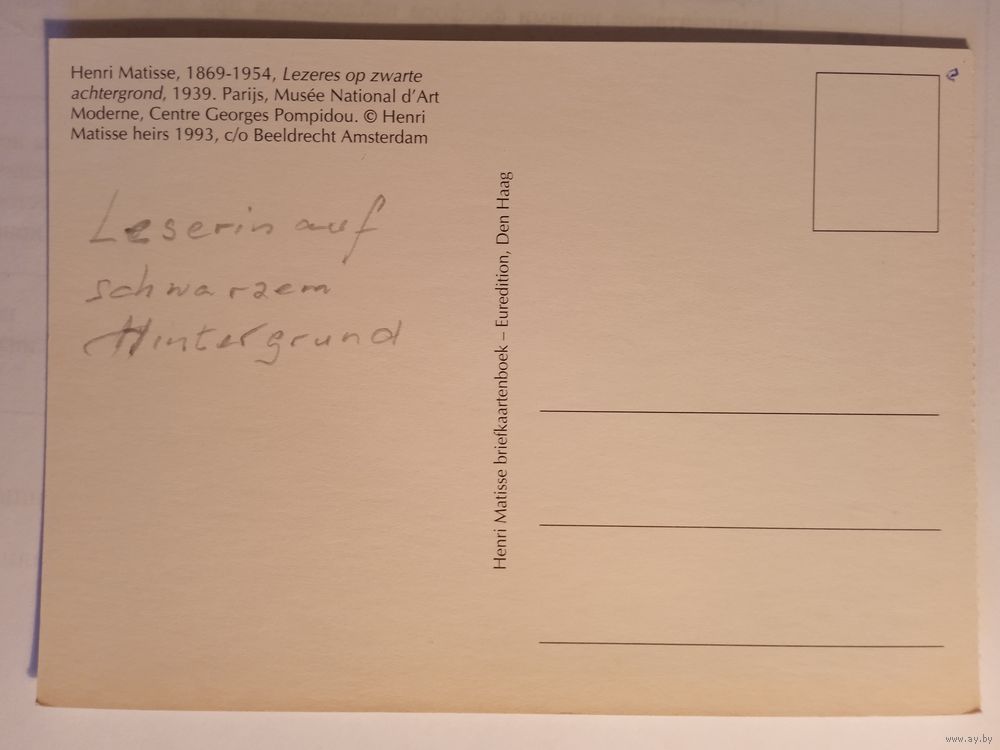 Henri Matisse, 1869-1954, Lezeres op zwarte
achtergrond, 1939. Parijs, Musée National d'Art
Moderne, Centre Georges Pompidou. © Henri
Matisse heirs 1993, c/o Beeldrecht Amsterdam
Leserin auf
schwarzem
Hintergrund
Henri Matisse briefkaartenboek – Euredition, Den Haag
www.ay.by